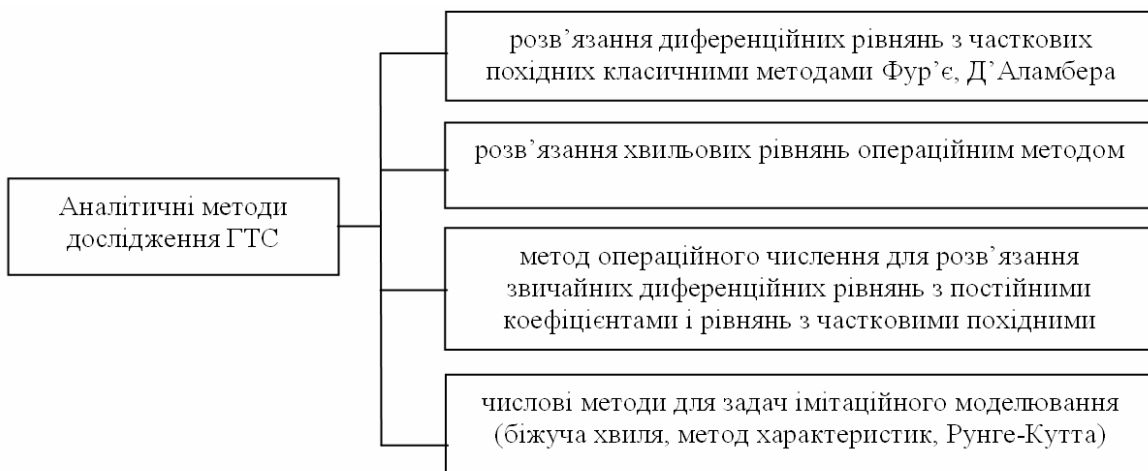 розв’язання диференційних рівнянь з часткових
похідних класичними методами Фур’є, Д’Аламбера
розв’язання хвильових рівнянь операційним методом
Аналітичні методи
дослідження ГТС
метод операційного числення для розв’язання
звичайних диференційних рівнянь з постійними
коефіцієнтами і рівнянь з частковими похідними
числові методи для задач імітаційного моделювання
(біжуча хвиля, метод характеристик, Рунге-Кутта)